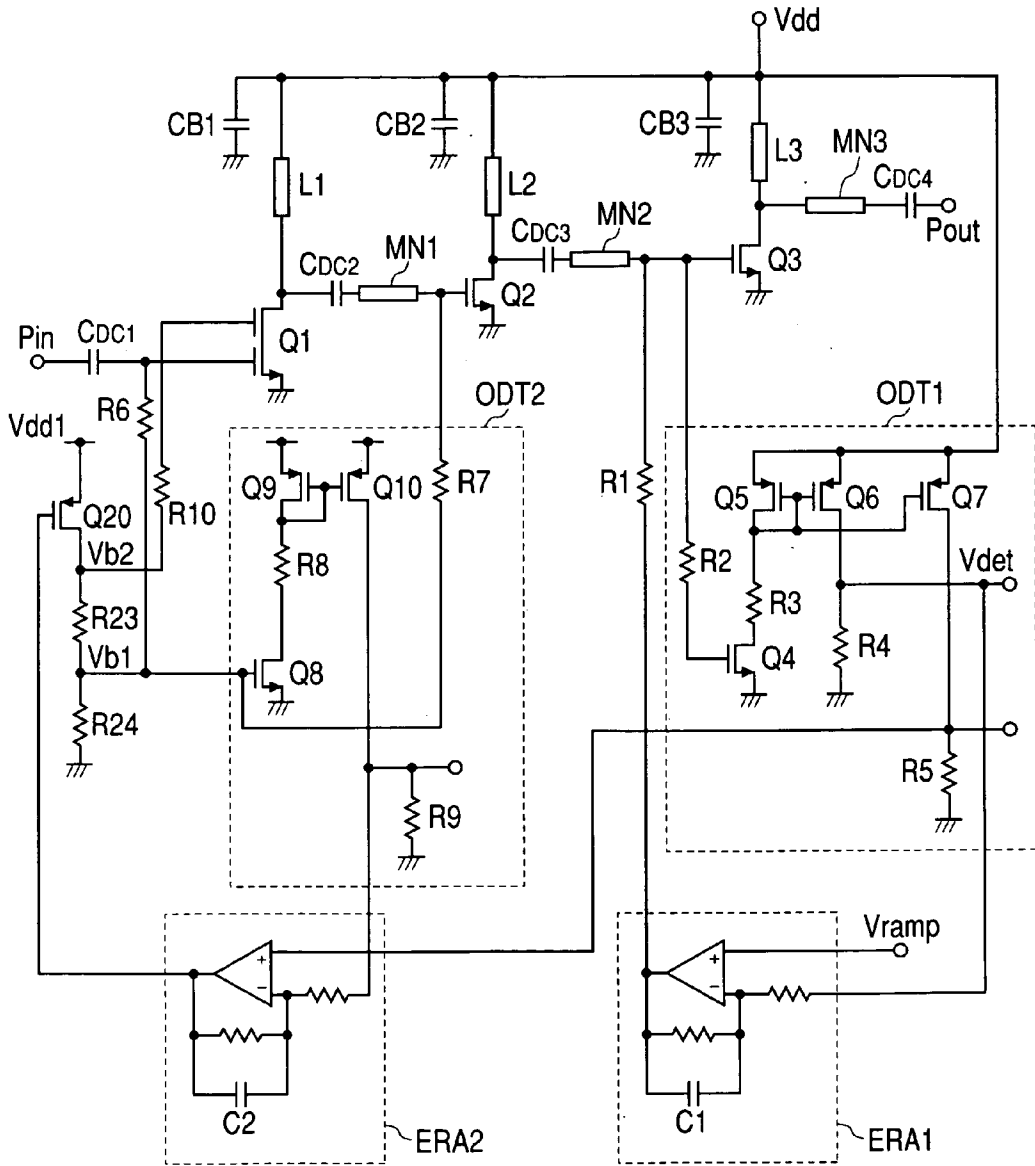 Vdd
CB1
CB2
CB3
L1
L2
L3
MN3
CDC4
Pout
MN2
CDC3
MN1
CDC2
Q3
Q2
Pin
CDC1
Q1
ODT2
ODT1
R6
Vdd1
Q9
Q10
R7
R1
Q5
Q6
Q7
Q20
R10
Vb2
R8
R2
Vdet
R3
R23
Vb1
Q8
Q4
R4
R24
R5
R9
Vramp
+
-
+
-
C2
C1
ERA2
ERA1